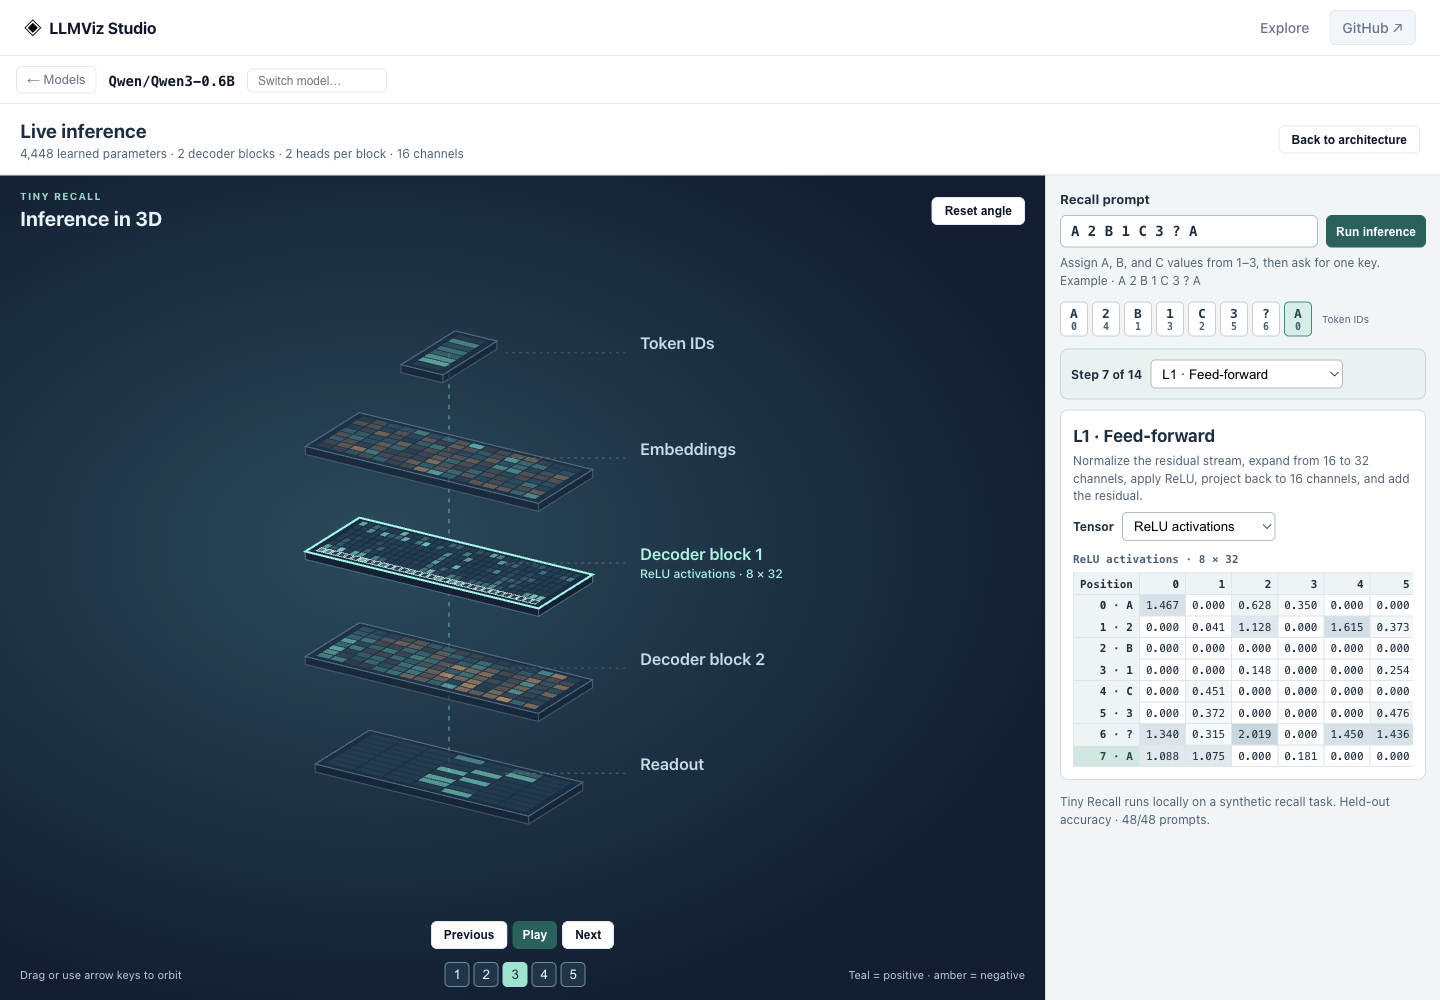 LLMViz Studio
Explore
GitHub ↗
← Models
Qwen/Qwen3-0.6B
Switch model...
Live inference
4,448 learned parameters · 2 decoder blocks · 2 heads per block · 16 channels
Back to architecture
TINY RECALL
Inference in 3D
Reset angle
Token IDs
Embeddings
Decoder block 1
ReLU activations · 8 × 32
Decoder block 2
Readout
Previous
Play
Next
Drag or use arrow keys to orbit
1 2 3 4 5
Teal = positive · amber = negative
Recall prompt
A 2 B 1 C 3 ? A
Run inference
Assign A, B, and C values from 1–3, then ask for one key.
Example · A 2 B 1 C 3 ? A
A 2 B 1 C 3 ? A
0 4 1 3 2 5 6 0
Token IDs
Step 7 of 14
L1 · Feed-forward
L1 · Feed-forward
Normalize the residual stream, expand from 16 to 32
channels, apply ReLU, project back to 16 channels, and add
the residual.
Tensor
ReLU activations
ReLU activations · 8 × 32
Position 0 1 2 3 4 5
0 · A 1.467 0.000 0.628 0.350 0.000 0.000
1 · 2 0.000 0.041 1.128 0.000 1.615 0.373
2 · B 0.000 0.000 0.000 0.000 0.000 0.000
3 · 1 0.000 0.000 0.148 0.000 0.000 0.254
4 · C 0.000 0.451 0.000 0.000 0.000 0.000
5 · 3 0.000 0.372 0.000 0.000 0.000 0.476
6 · ? 1.340 0.315 2.019 0.000 1.450 1.436
7 · A 1.088 1.075 0.000 0.181 0.000 0.000
Tiny Recall runs locally on a synthetic recall task. Held-out
accuracy · 48/48 prompts.